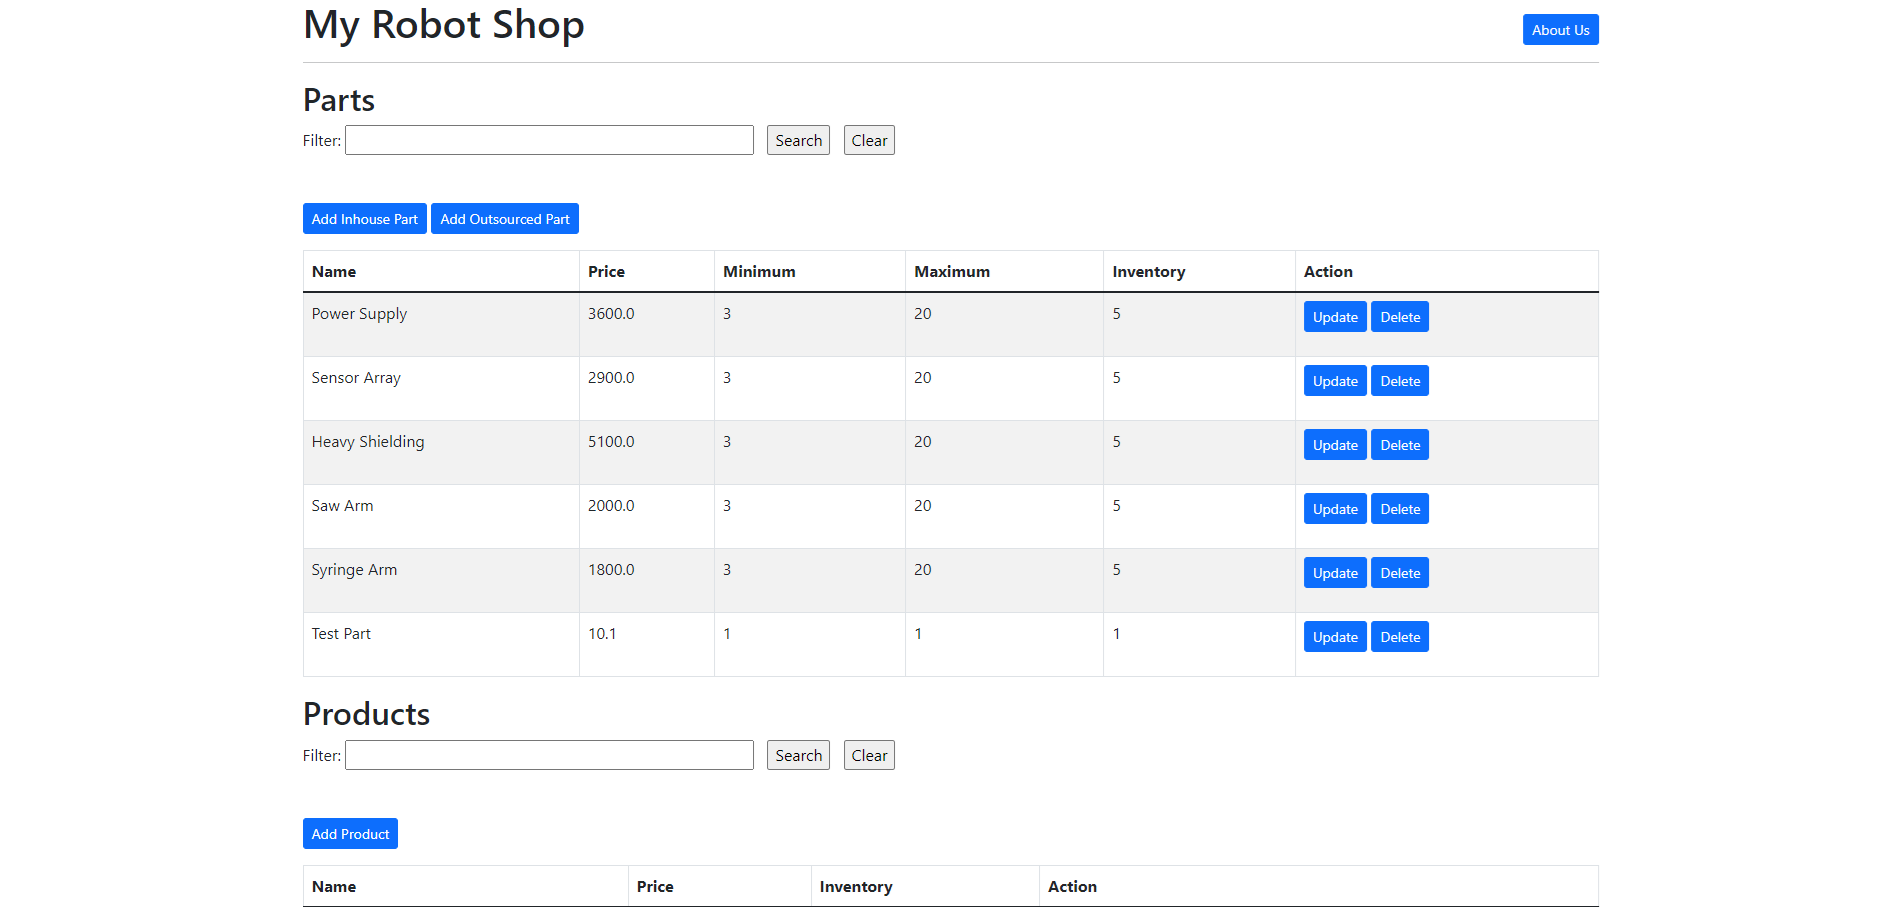 My Robot Shop
About Us
Parts
Filter: Search Clear
Add Inhouse Part Add Outsourced Part
Name Price Minimum Maximum Inventory Action
Power Supply 3600.0 3 20 5 Update Delete
Sensor Array 2900.0 3 20 5 Update Delete
Heavy Shielding 5100.0 3 20 5 Update Delete
Saw Arm 2000.0 3 20 5 Update Delete
Syringe Arm 1800.0 3 20 5 Update Delete
Test Part 10.1 1 1 1 Update Delete
Products
Filter: Search Clear
Add Product
Name Price Inventory Action